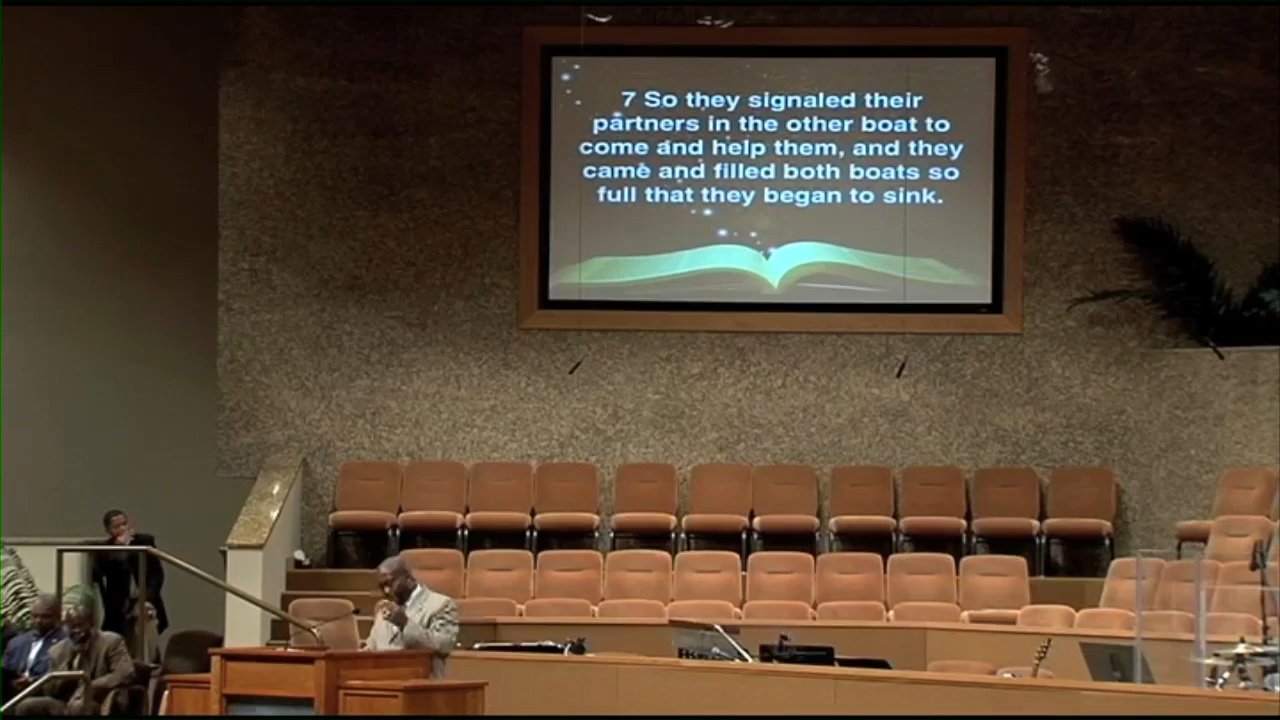 7 So they signaled their
partners in the other boat to
come and help them, and they
came and filled both boats so
full that they began to sink.